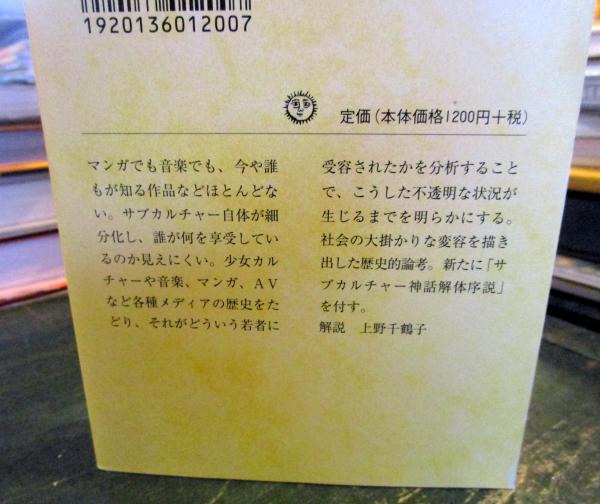 1920136012007
定価（本体価格1200円＋税）
マンガでも音楽でも、今や誰
もが知る作品などほとんどな
い。サブカルチャー自体が細
分化し、誰が何を享受してい
るのか見えにくい。少女カル
チャーや音楽、マンガ、ＡＶ
など各種メディアの歴史をた
どり、それがどういう若者に
受容されたかを分析すること
で、こうした不透明な状況が
生じるまでを明らかにする。
社会の大掛かりな変容を描き
出した歴史的論考。新たに「サ
ブカルチャー神話解体序説」
を付す。
解説　上野千鶴子